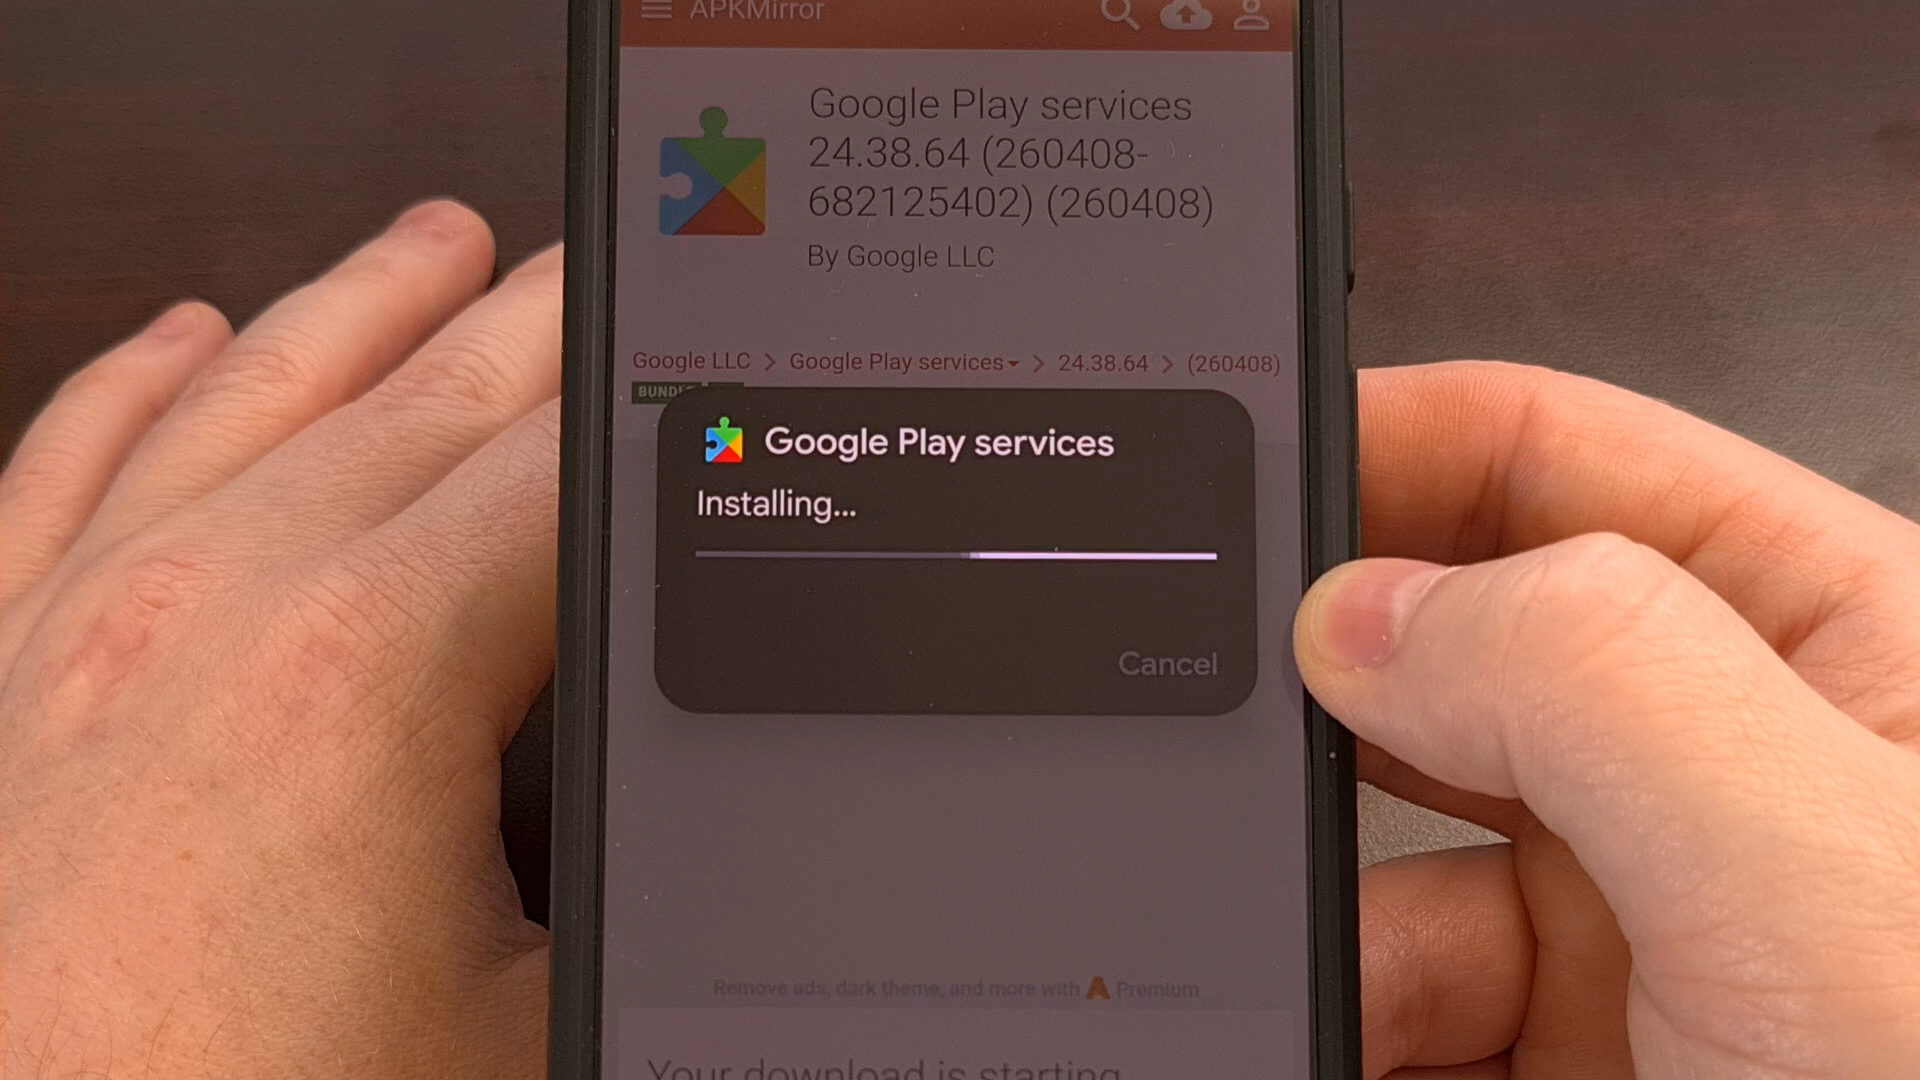 APKMirror
Google Play services
24.38.64 (260408-
682125402) (260408)
By Google LLC
Google LLC > Google Play services > 24.38.64 > (260408)
Google Play services
Installing...
Cancel
Remove ads, dark theme, and more with Premium
Your download is starting